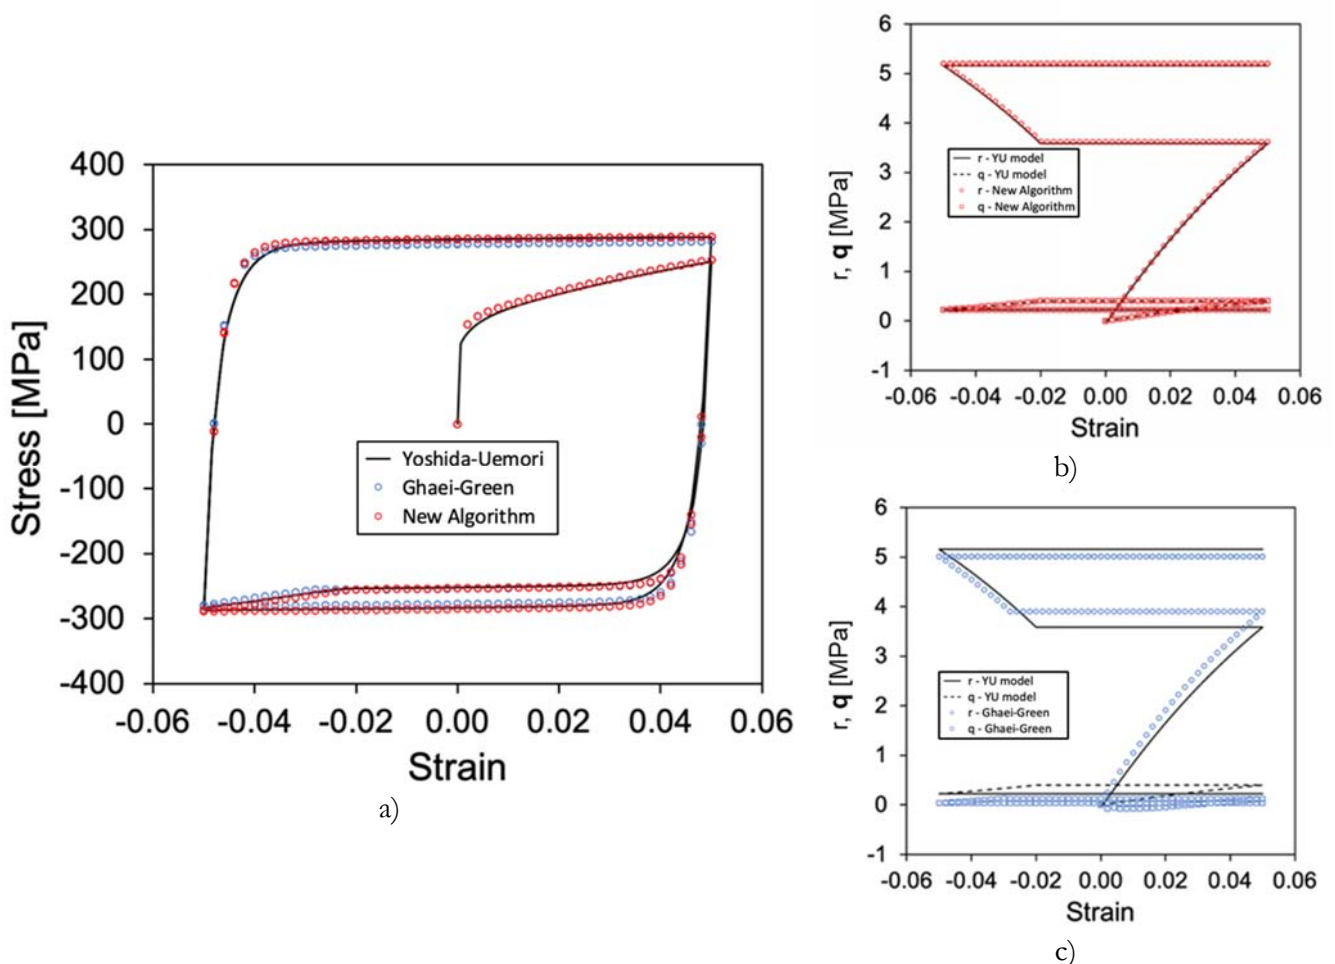 400
300
200
100
0
-100
-200
-300
-400
Stress [MPa]
Yoshida-Uemori
Ghaei-Green
New Algorithm
-0.06 -0.04 -0.02 0.00 0.02 0.04 0.06
Strain
a)
6
5
4
3
2
1
0
-1
r, q [MPa]
r - YU model
q - YU model
r - New Algorithm
q - New Algorithm
-0.06 -0.04 -0.02 0.00 0.02 0.04 0.06
Strain
b)
6
5
4
3
2
1
0
-1
r, q [MPa]
r - YU model
q - YU model
r - Ghaei-Green
q - Ghaei-Green
-0.06 -0.04 -0.02 0.00 0.02 0.04 0.06
Strain
c)